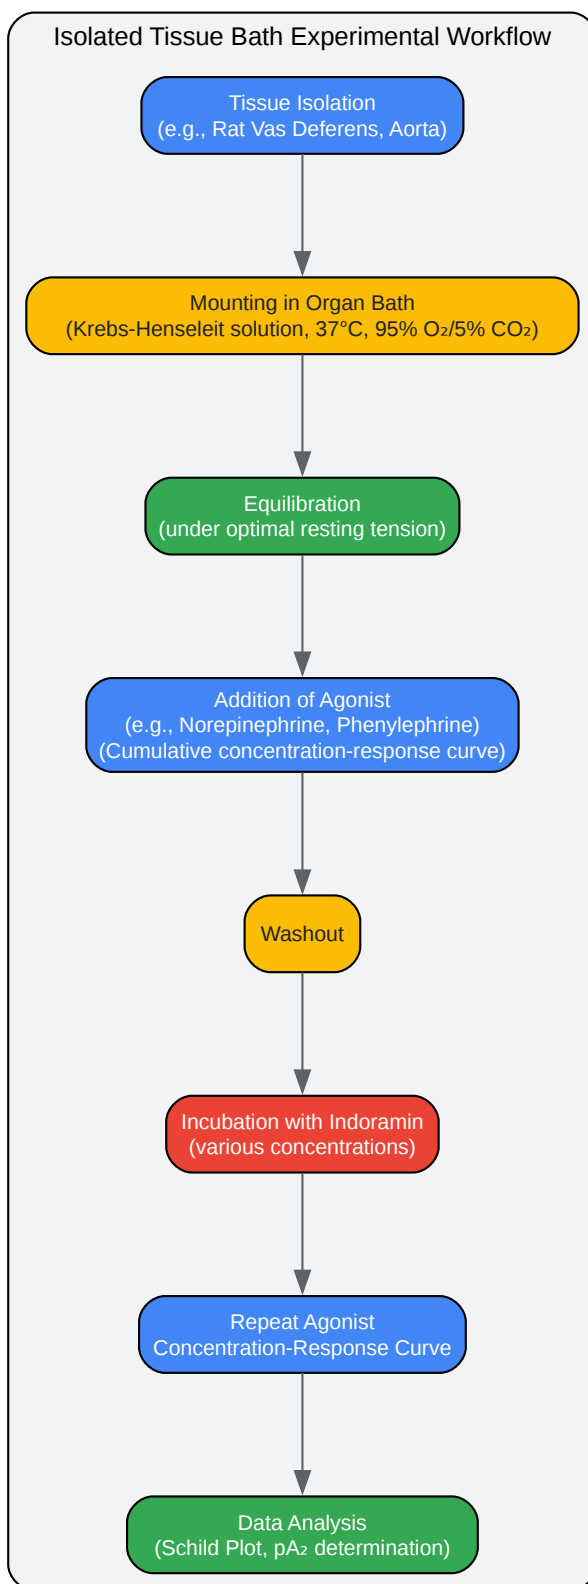 Isolated Tissue Bath Experimental Workflow
Tissue Isolation
(e.g., Rat Vas Deferens, Aorta)
Mounting in Organ Bath
(Krebs-Henseleit solution, 37°C, 95% O₂/5% CO₂)
Equilibration
(under optimal resting tension)
Addition of Agonist
(e.g., Norepinephrine, Phenylephrine)
(Cumulative concentration-response curve)
Washout
Incubation with Indoramin
(various concentrations)
Repeat Agonist
Concentration-Response Curve
Data Analysis
(Schild Plot, pA₂ determination)